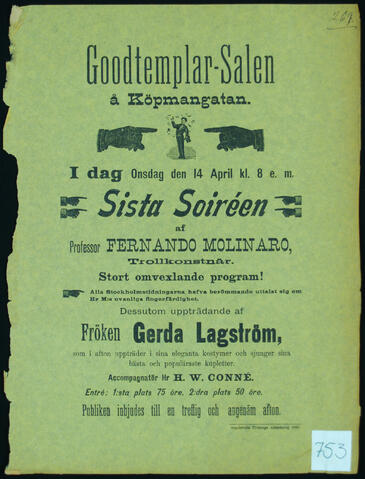 269.
Goodtemplar-Salen
å Köpmangatan.
I dag Onsdag den 14 April kl. 8 e. m.
Sista Soiréen
af
Professor FERNANDO MOLINARO,
Trollkonstnär.
Stort omvexlande program!
Alla Stockholmstidningarna hafva berömmande uttalat sig om
Hr M:s ovanliga fingerfärdighet.
Dessutom uppträdande af
Fröken Gerda Lagström,
som i afton uppträder i sina eleganta kostymer och sjunger sina
bästa och populäraste kupletter.
Accompagnatör Hr H. W. CONNÉ.
Entré: 1:sta plats 75 öre. 2:dra plats 50 öre.
Publiken inbjudes till en treflig och angenäm afton.
753